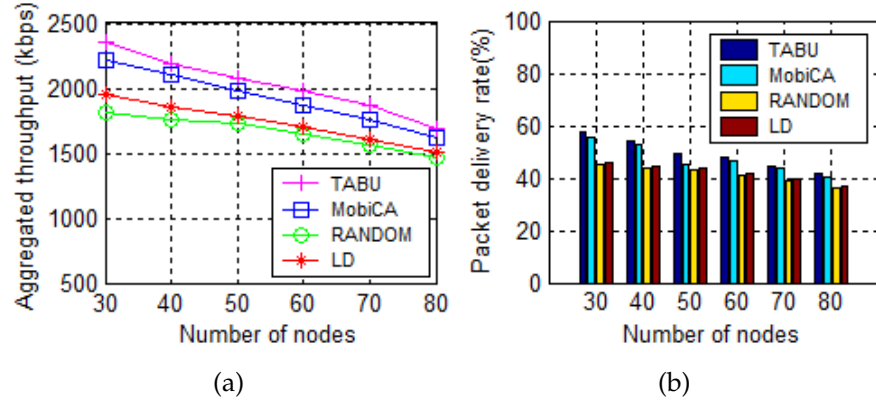 Aggregated throughput (kbps)
2500
2000
1500
1000
500
TABU
MobiCA
RANDOM
LD
30 40 50 60 70 80
Number of nodes
(a)
Packet delivery rate(%)
100
80
60
40
20
0
TABU
MobiCA
RANDOM
LD
30 40 50 60 70 80
Number of nodes
(b)